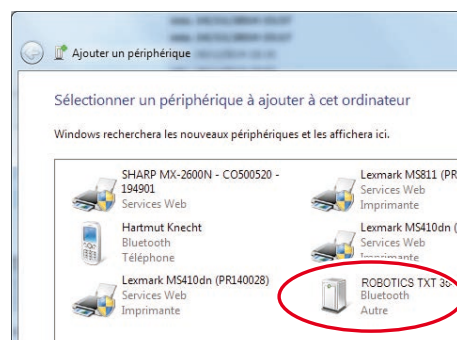 Ajouter un périphérique
Sélectionner un périphérique à ajouter à cet ordinateur
Windows recherchera les nouveaux périphériques et les affichera ici.
SHARP MX-2600N - CO500520 -
194901
Services Web
Lexmark MS811 (PR
Services Web
Imprimante
Hartmut Knecht
Bluetooth
Téléphone
Lexmark MS410dn (
Services Web
Imprimante
Lexmark MS410dn (PR140028)
Services Web
Imprimante
ROBOTICS TXT
Bluetooth
Autre